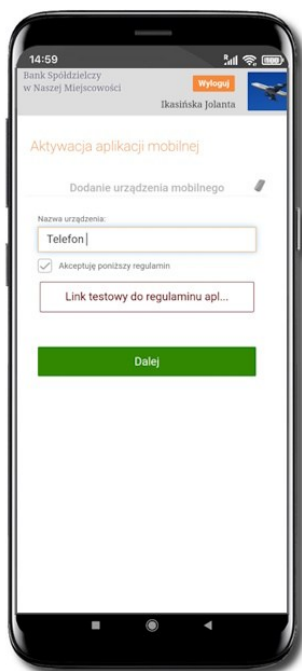 14:59
Bank Spółdzielczy
w Naszej Miejscowości
Wyloguj
Ikasińska Jolanta
Aktywacja aplikacji mobilnej
Dodanie urządzenia mobilnego
Nazwa urządzenia:
Telefon
Akceptuję poniższy regulamin
Link testowy do regulaminu apl...
Dalej